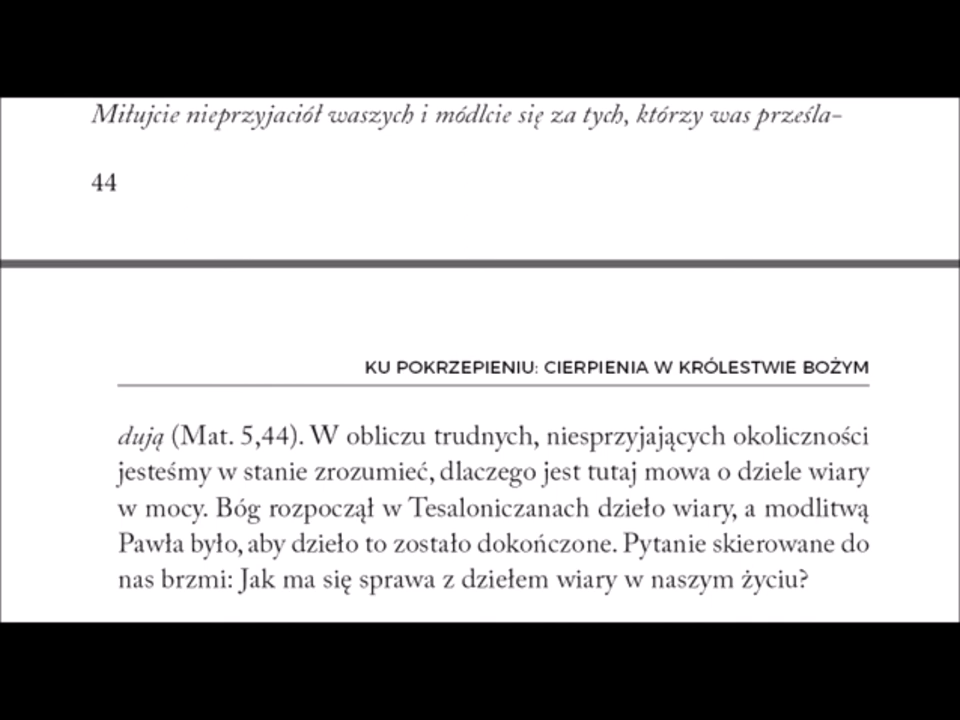 Miłujcie nieprzyjaciół waszych i módlcie się za tych, którzy was prześla-
44
KU POKRZEPIENIU: CIERPIENIA W KRÓLESTWIE BOŻYM
dują (Mat. 5,44). W obliczu trudnych, niesprzyjających okoliczności
jesteśmy w stanie zrozumieć, dlaczego jest tutaj mowa o dziele wiary
w mocy. Bóg rozpoczął w Tesaloniczanach dzieło wiary, a modlitwą
Pawła było, aby dzieło to zostało dokończone. Pytanie skierowane do
nas brzmi: Jak ma się sprawa z dziełem wiary w naszym życiu?